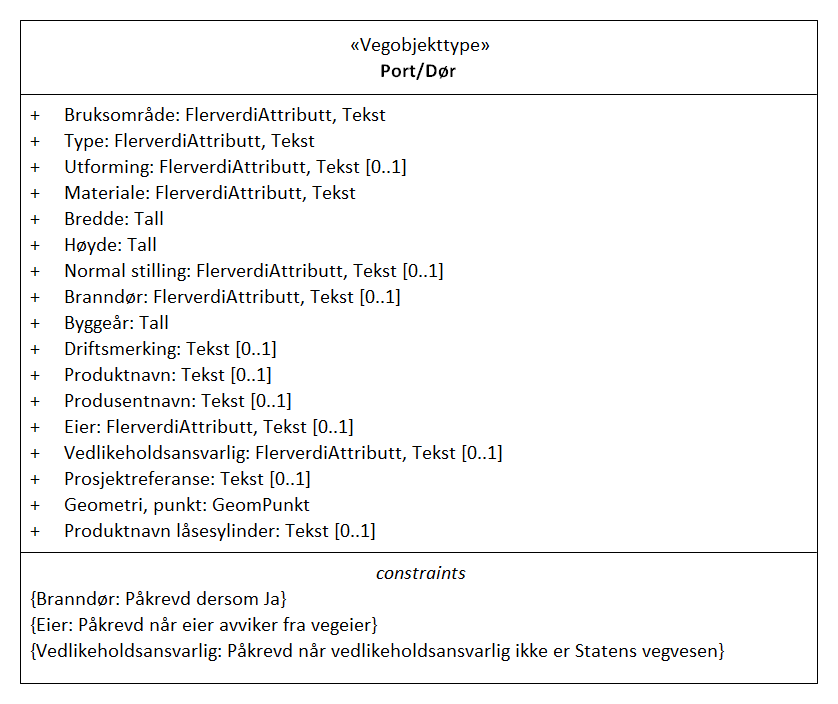 «Vegobjekttype»
Port/Dør
+ Bruksområde: FlerverdiAttributt, Tekst
+ Type: FlerverdiAttributt, Tekst
+ Utforming: FlerverdiAttributt, Tekst [0..1]
+ Materiale: FlerverdiAttributt, Tekst
+ Bredde: Tall
+ Høyde: Tall
+ Normal stilling: FlerverdiAttributt, Tekst [0..1]
+ Branndør: FlerverdiAttributt, Tekst [0..1]
+ Byggeår: Tall
+ Driftsmerking: Tekst [0..1]
+ Produktnavn: Tekst [0..1]
+ Produsentnavn: Tekst [0..1]
+ Eier: FlerverdiAttributt, Tekst [0..1]
+ Vedlikeholdsansvarlig: FlerverdiAttributt, Tekst [0..1]
+ Prosjektreferanse: Tekst [0..1]
+ Geometri, punkt: GeomPunkt
+ Produktnavn låsesylinder: Tekst [0..1]
constraints
{Branndør: Påkrevd dersom Ja}
{Eier: Påkrevd når eier avviker fra vegeier}
{Vedlikeholdsansvarlig: Påkrevd når vedlikeholdsansvarlig ikke er Statens vegvesen}